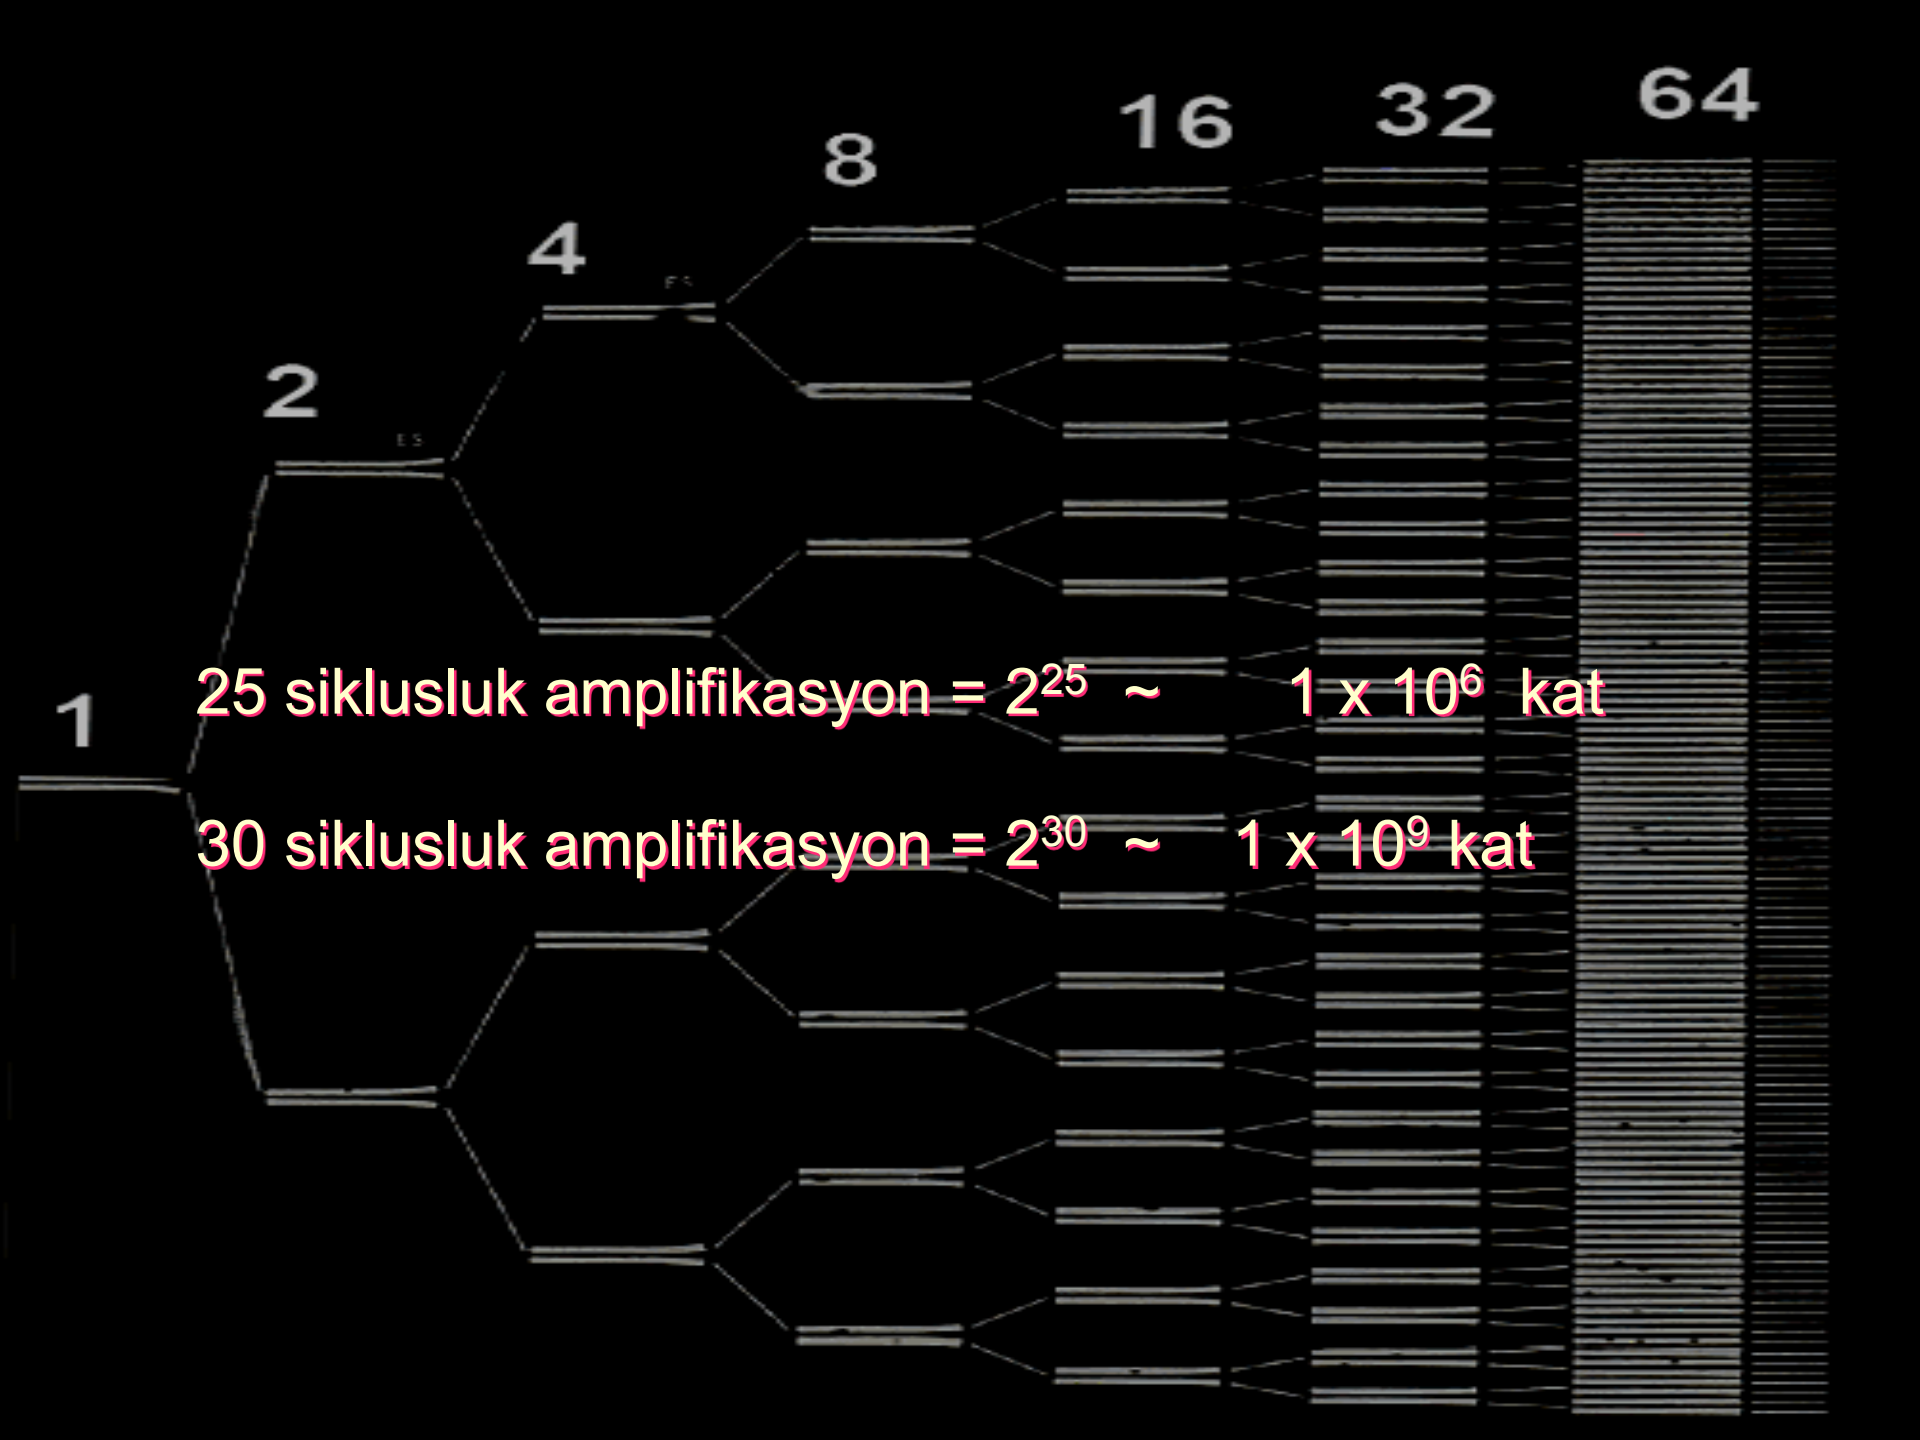 1 2 4 8 16 32 64
E S
E S
25 siklusluk amplifikasyon = 2²⁵ ~ 1 x 10⁶ kat
30 siklusluk amplifikasyon = 2³⁰ ~ 1 x 10⁹ kat